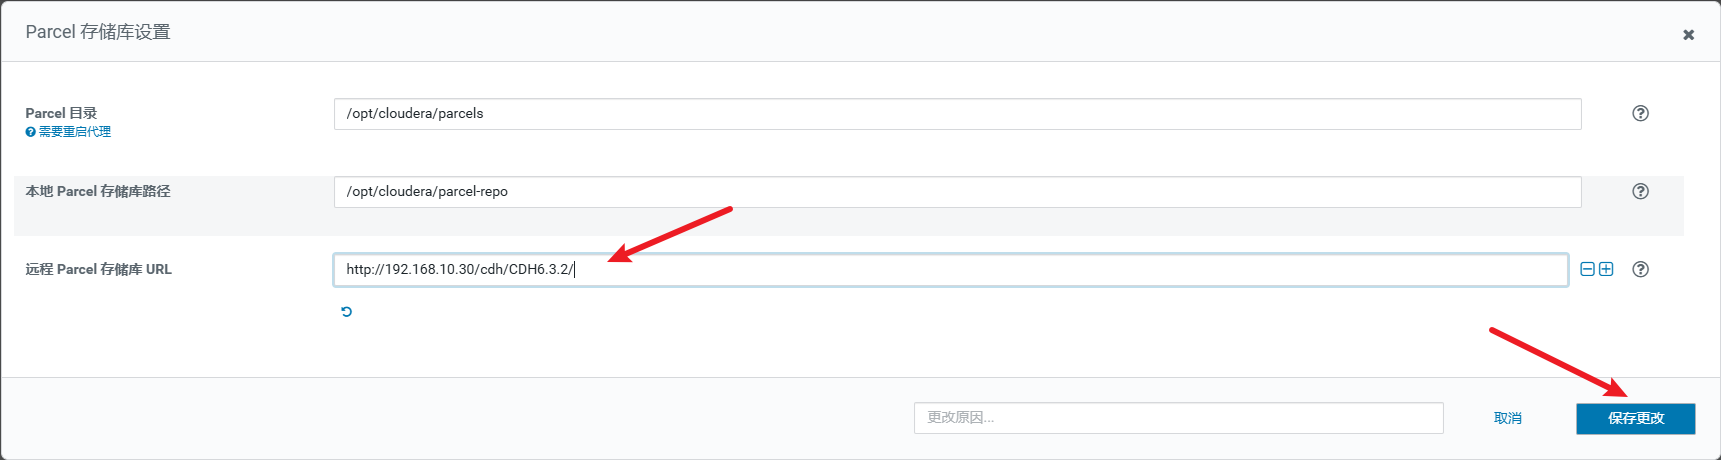 Parcel 存储库设置
Parcel 目录
/opt/cloudera/parcels
需要重启代理
本地 Parcel 存储库路径
/opt/cloudera/parcel-repo
远程 Parcel 存储库 URL
http://192.168.10.30/cdh/CDH6.3.2/
更改原因...
取消
保存更改